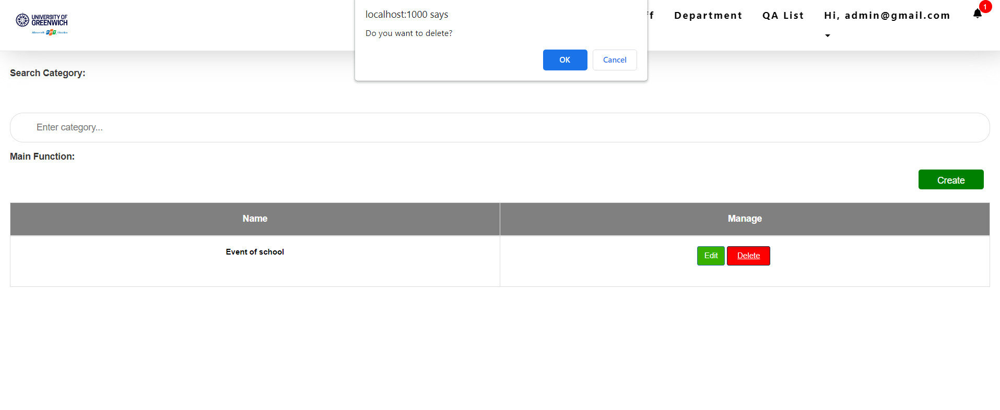 UNIVERSITY OF
GREENWICH
Alliance with FPT Education
localhost:1000 says
Do you want to delete?
OK
Cancel
ff
Department
QA List
Hi, admin@gmail.com
1
Search Category:
Enter category...
Main Function:
Create
Name
Manage
Event of school
Edit
Delete